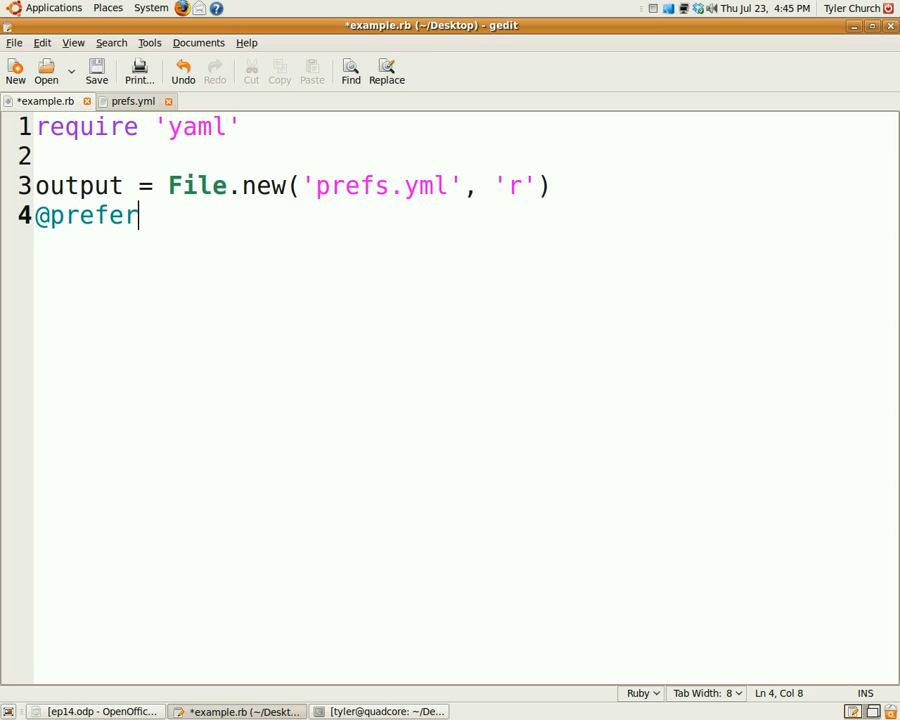 Applications Places System Thu Jul 23, 4:45 PM Tyler Church
*example.rb (~/Desktop) - gedit
File Edit View Search Tools Documents Help
New Open Save Print... Undo Redo Cut Copy Paste Find Replace
*example.rb prefs.yml
1 require 'yaml'
2
3 output = File.new('prefs.yml', 'r')
4 @prefer
Ruby Tab Width: 8 Ln 4, Col 8 INS
[ep14.odp - OpenOffic... *example.rb (~/Deskt... [tyler@quadcore: ~/De...